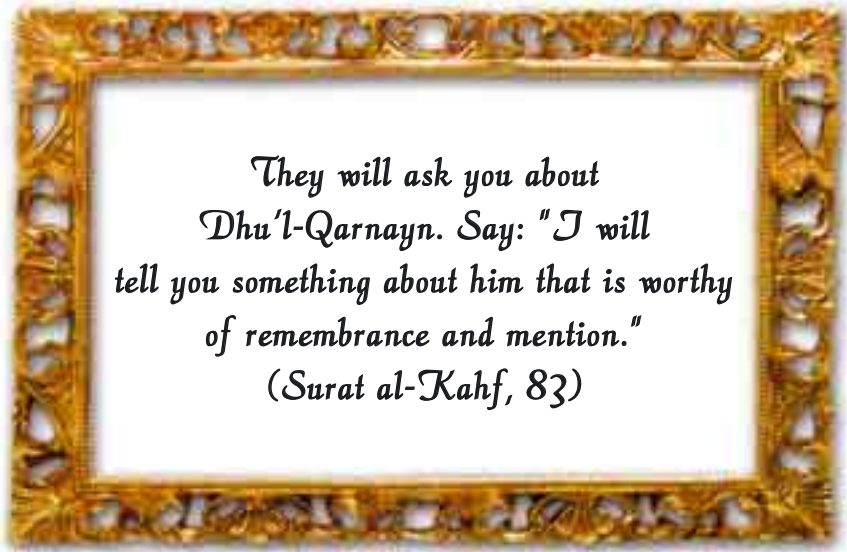 They will ask you about
Dhu'l-Qarnayn. Say: "I will
tell you something about him that is worthy
of remembrance and mention."
(Surat al-Kahf, 83)